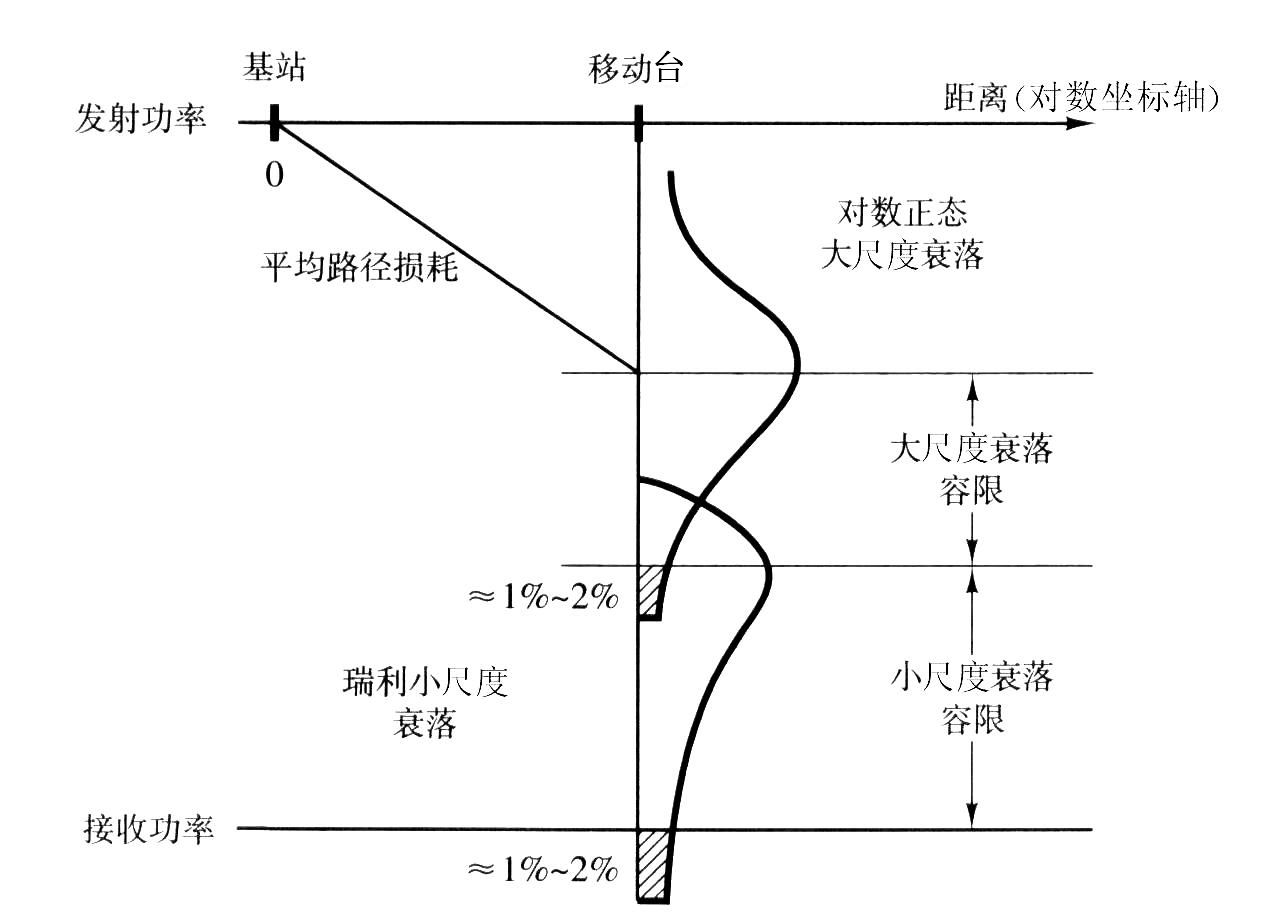 基站
移动台
发射功率
距离(对数坐标轴)
0
对数正态
大尺度衰落
平均路径损耗
大尺度衰落
容限
≈1%~2%
瑞利小尺度
衰落
小尺度衰落
容限
接收功率
≈1%~2%